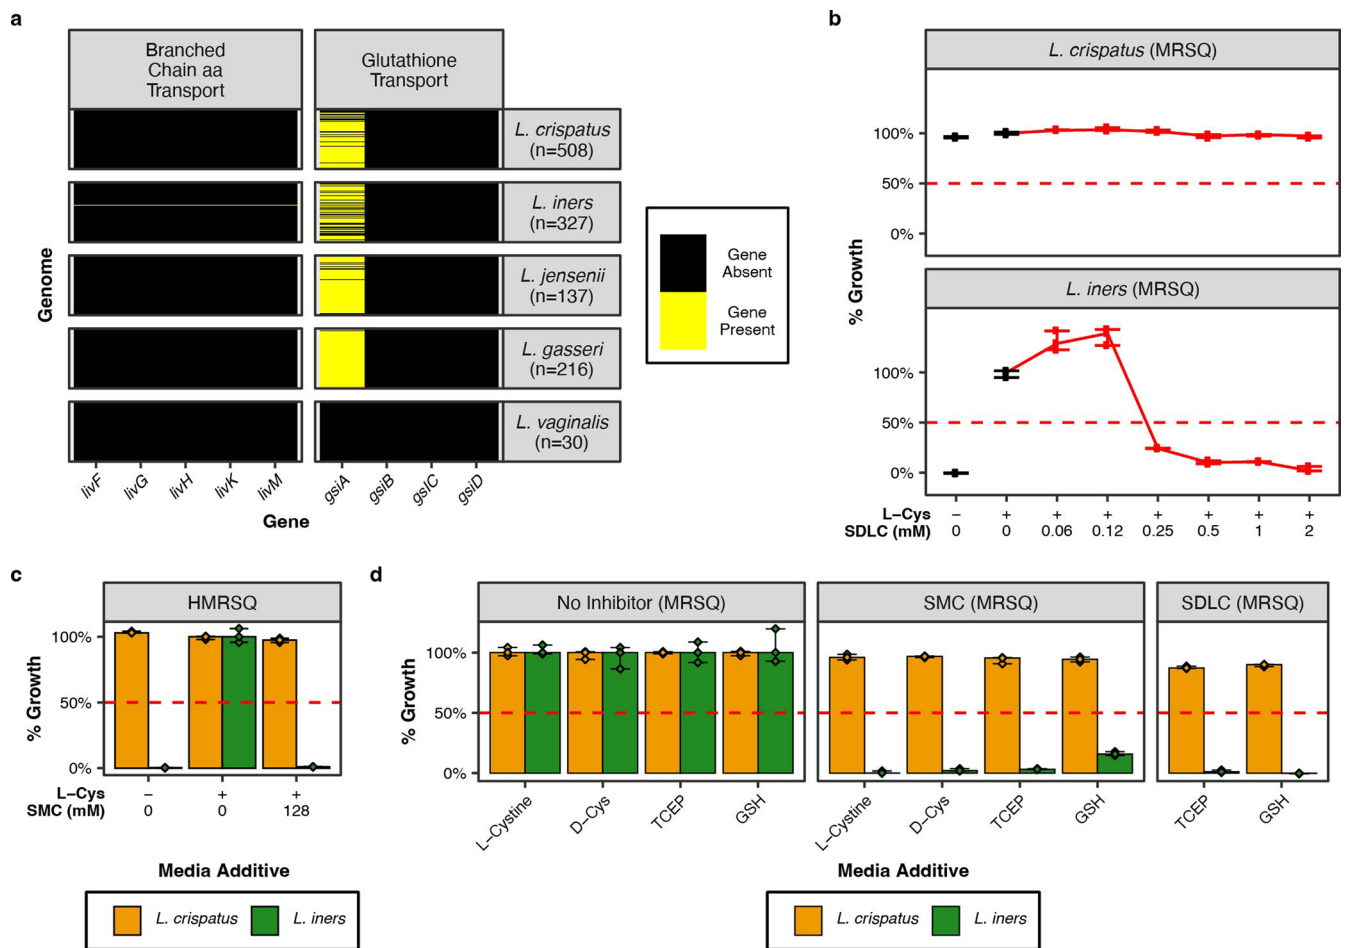 a
Branched
Chain aa
Transport
Glutathione
Transport
L. crispatus
(n=508)
L. iners
(n=327)
L. jensenii
(n=137)
L. gasseri
(n=216)
L. vaginalis
(n=30)
Genome
livF livG livH livK livM gsiA gsiB gsiC gsiD
Gene
Gene
Absent
Gene
Present
b
L. crispatus (MRSQ)
100%
50%
0%
% Growth
L. iners (MRSQ)
100%
50%
0%
L-Cys − + + + + + + +
SDLC (mM) 0 0 0.06 0.12 0.25 0.5 1 2
c
HMRSQ
% Growth
100%
50%
0%
L-Cys − + +
SMC (mM) 0 0 128
Media Additive
L. crispatus L. iners
d
No Inhibitor (MRSQ) SMC (MRSQ) SDLC (MRSQ)
% Growth
100%
50%
0%
L-Cystine D-Cys TCEP GSH L-Cystine D-Cys TCEP GSH TCEP GSH
Media Additive
L. crispatus L. iners